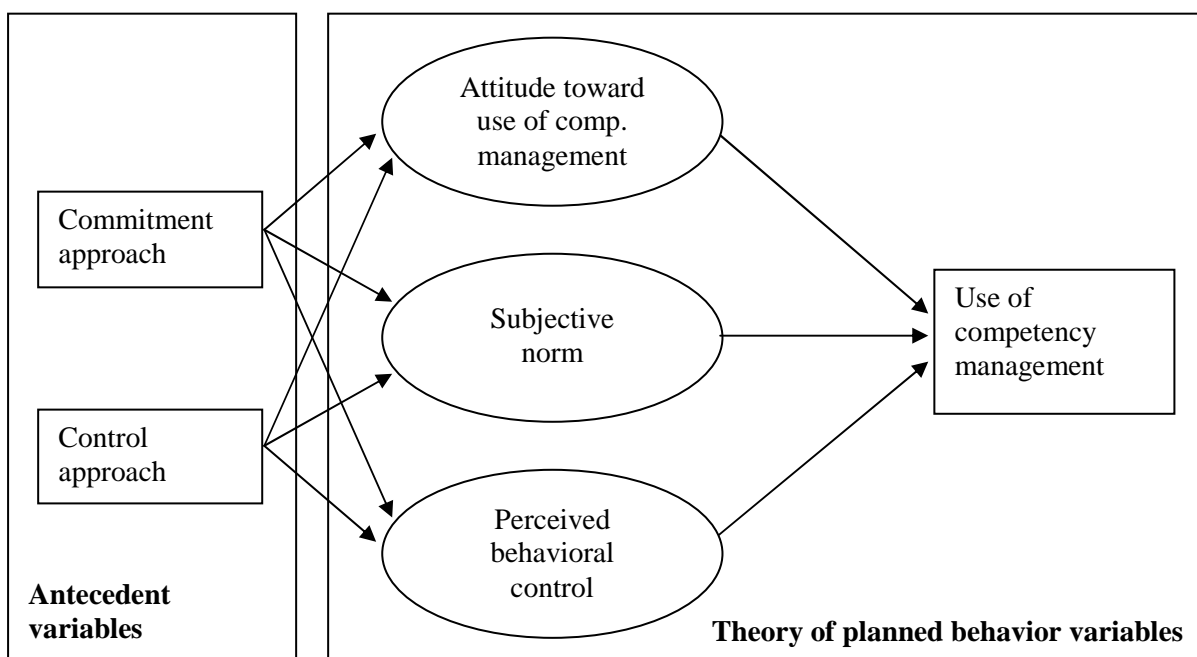 Attitude toward
use of comp.
management
Commitment
approach
Subjective
norm
Use of
competency
management
Control
approach
Perceived
behavioral
control
Antecedent
variables
Theory of planned behavior variables